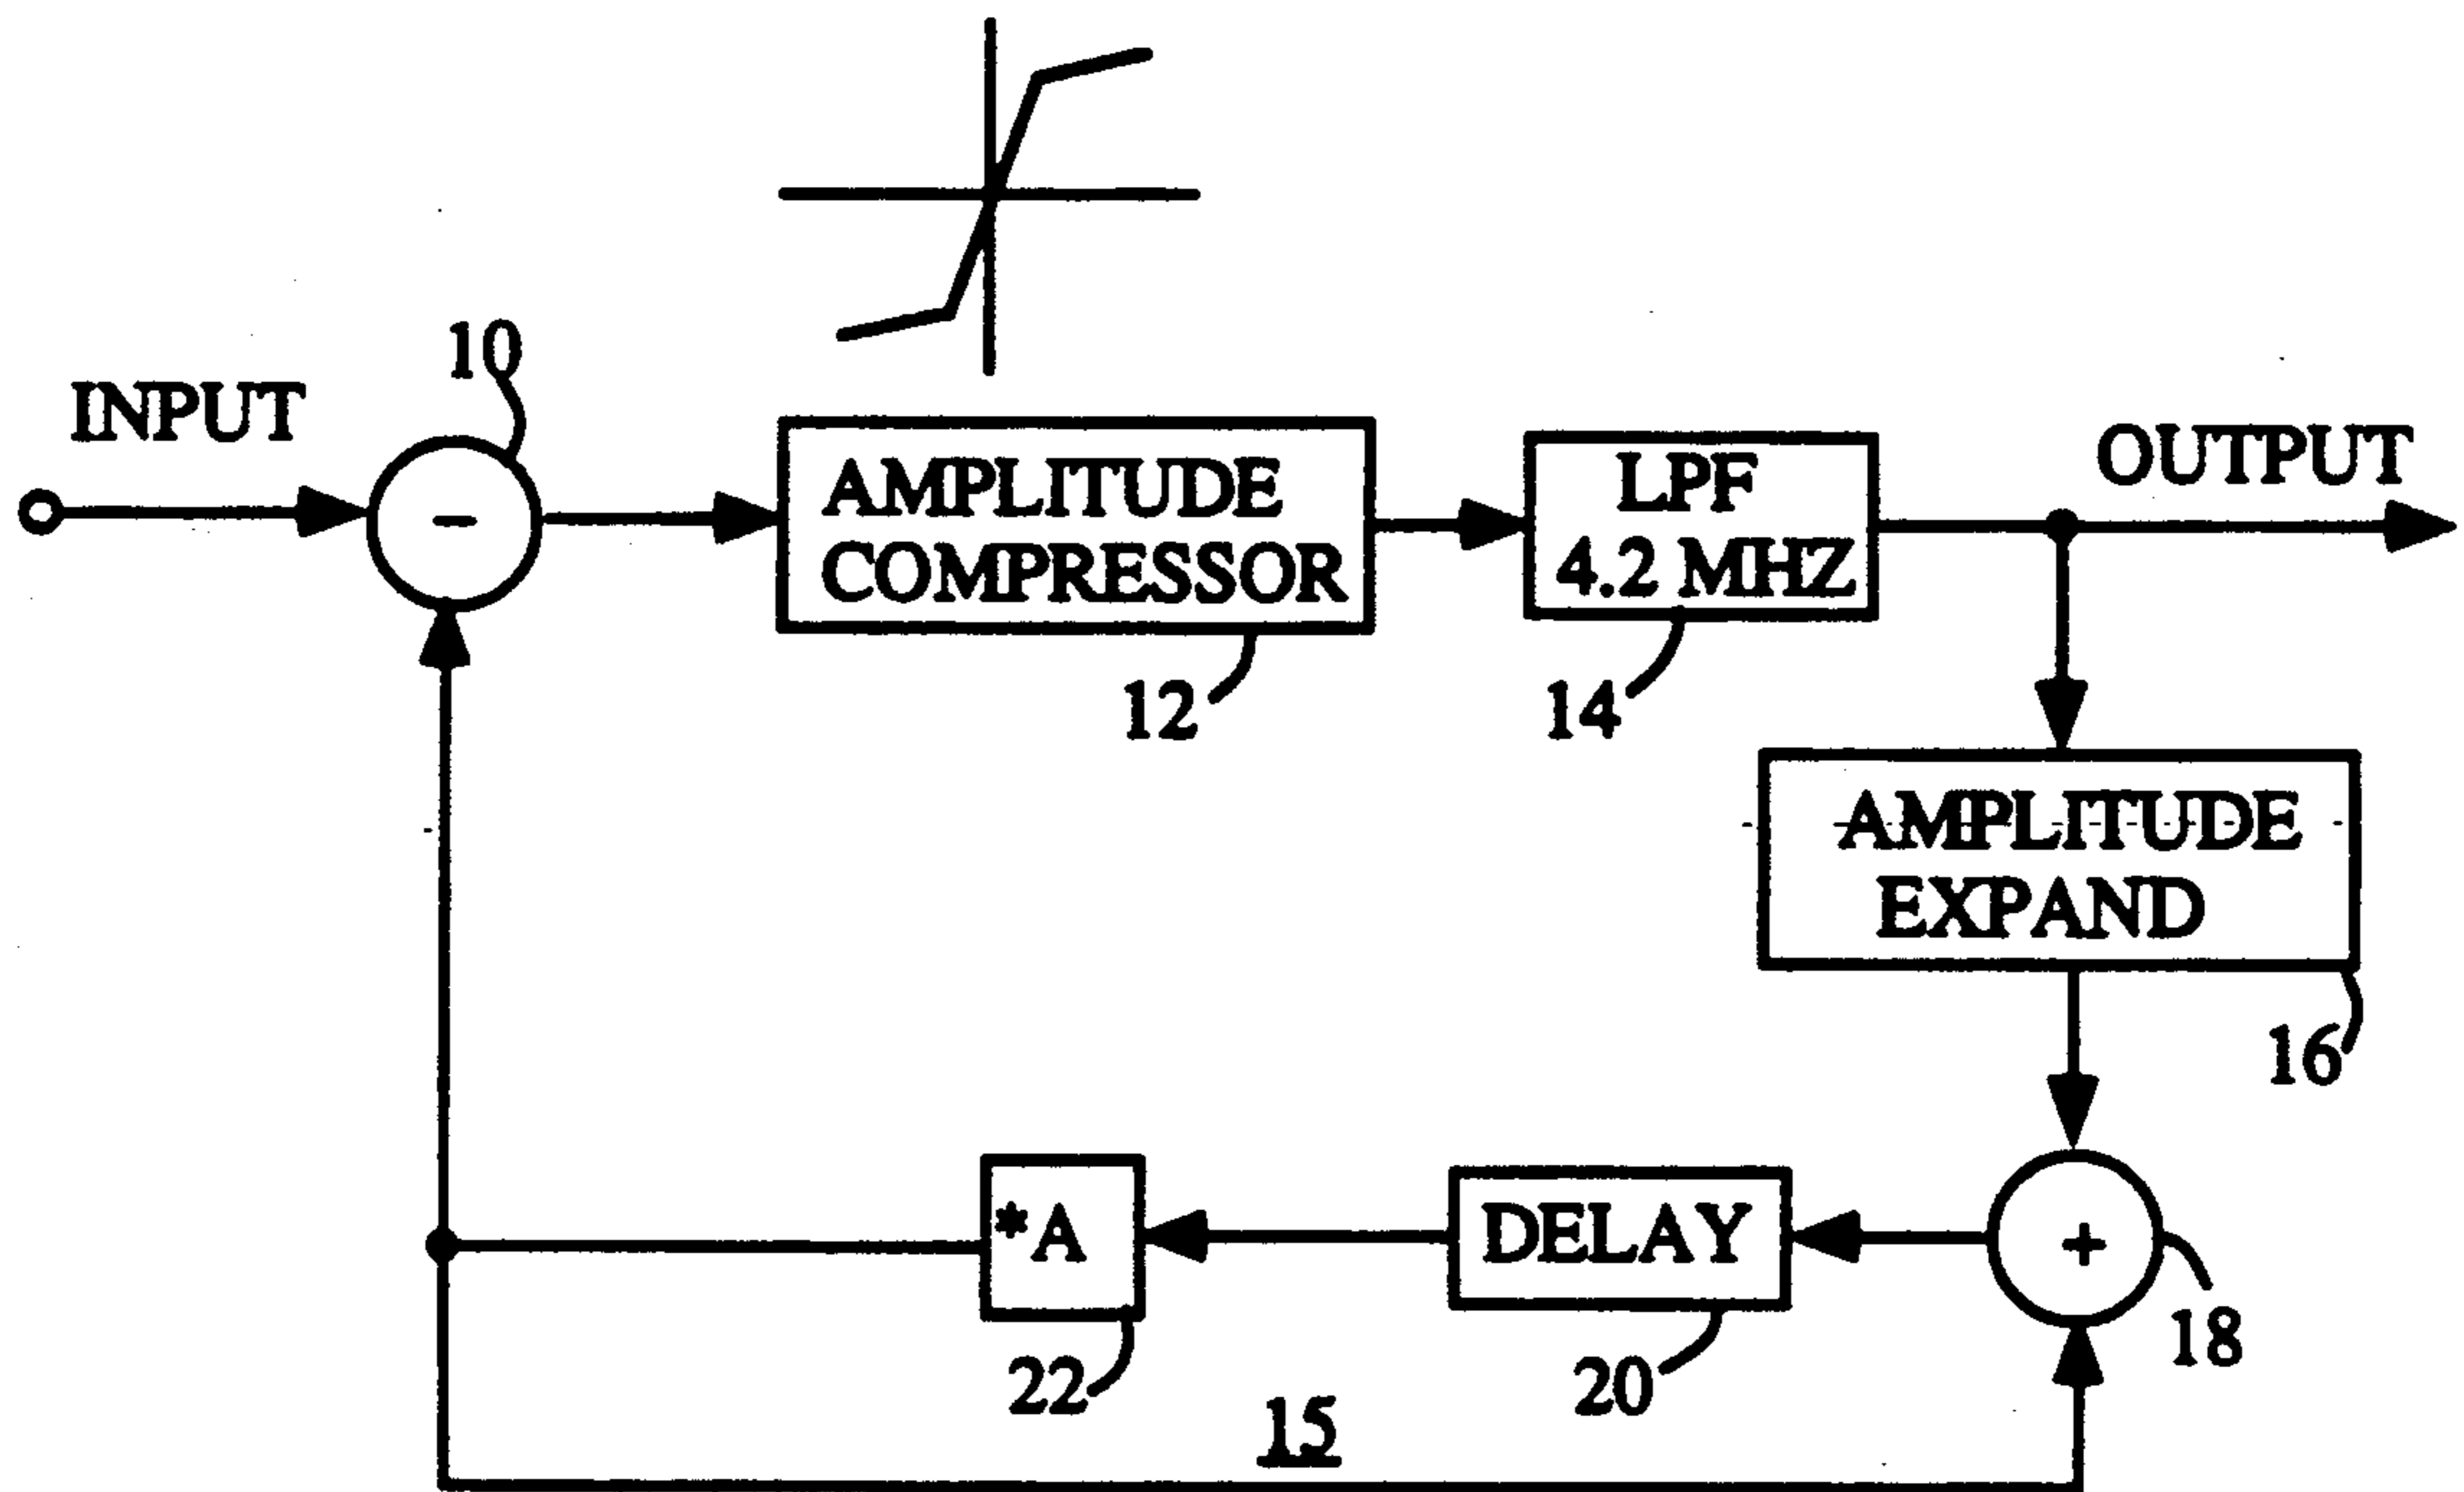 10
INPUT
-
AMPLITUDE
COMPRESSOR
LPF
4.2 MHZ
OUTPUT
12
14
AMPLITUDE
EXPAND
16
*A
DELAY
+
18
22
20
15